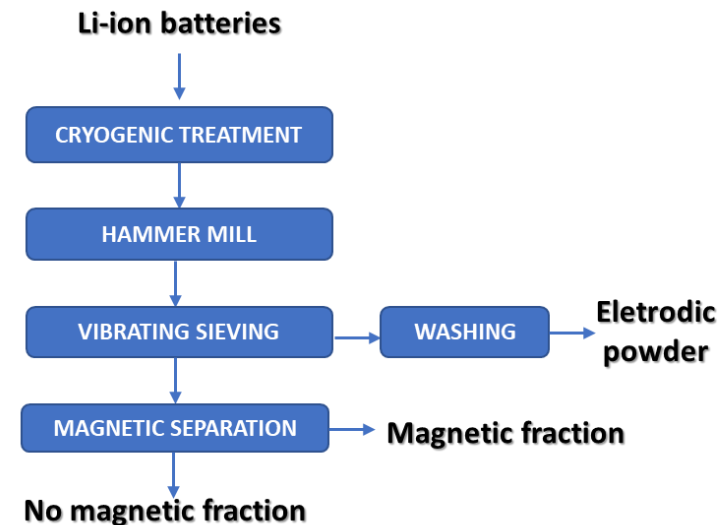 Li-ion batteries
CRYOGENIC TREATMENT
HAMMER MILL
VIBRATING SIEVING
WASHING
Eletrodic
powder
MAGNETIC SEPARATION
Magnetic fraction
No magnetic fraction